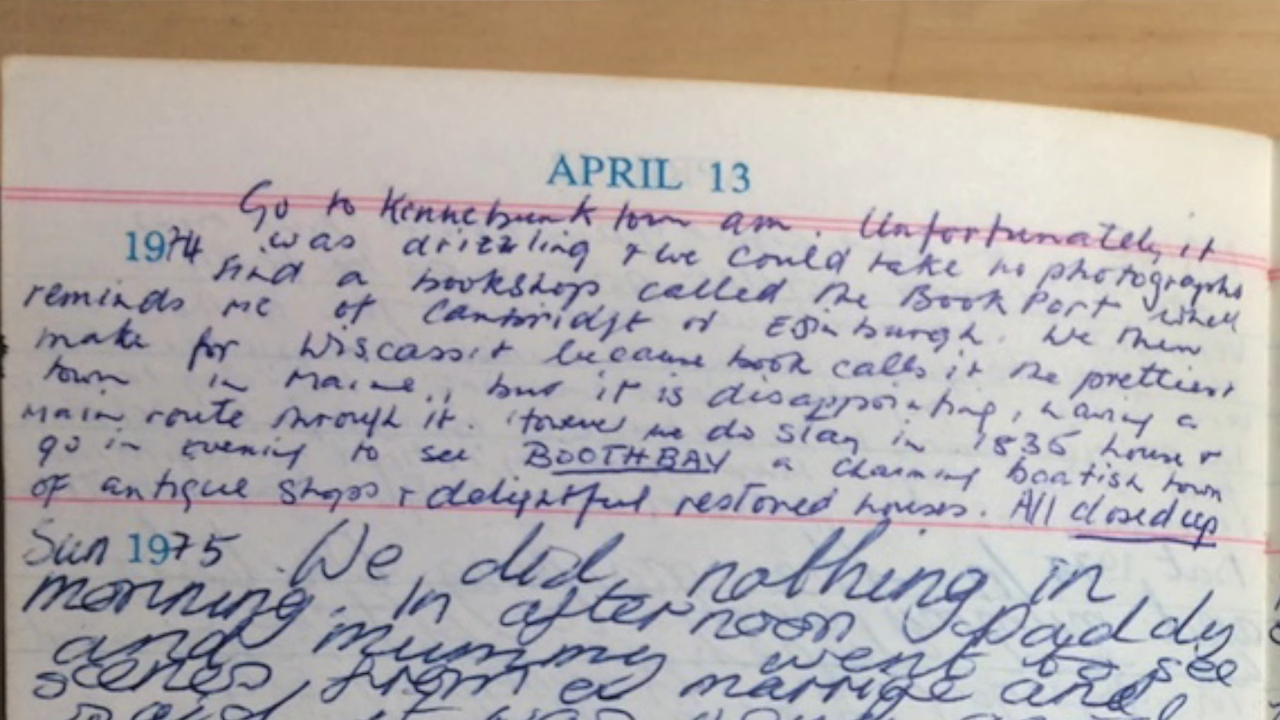 APRIL 13
Go to Kennebunk town am. Unfortunately it
1974 was drizzling & we could take no photographs
Find a bookshop called the Book Port which
reminds me of Cambridge or Edinburgh. We then
make for Wiscasset because book calls it the prettiest
town in Maine, but it is disappointing, having a
main route through it. However we do stay in 1835 house &
go in evening to see BOOTHBAY a charming boatish town
of antique shops & delightful restored houses. All closed up
Sun 1975 We did nothing in
morning. In afternoon Daddy
and Mummy went to see
scenes from a marrige and
said it was